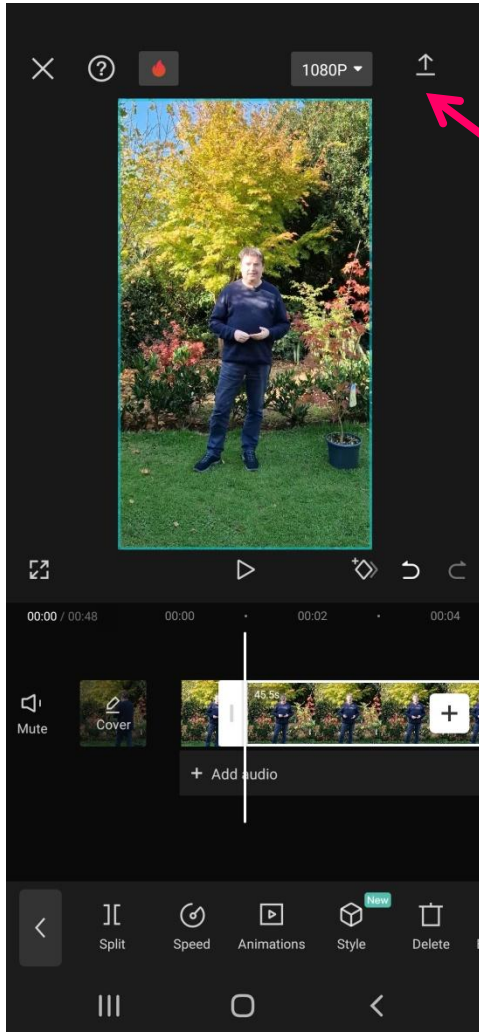 1080P
00:00 / 00:48 00:00 00:02 00:04
45.5s
Mute
Cover
+ Add audio
New
Split Speed Animations Style Delete